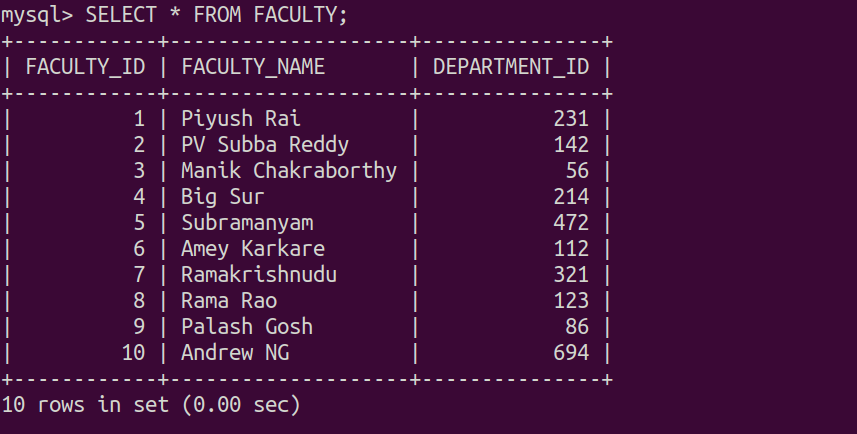 mysql> SELECT * FROM FACULTY;
+------------+--------------------+---------------+
| FACULTY_ID | FACULTY_NAME       | DEPARTMENT_ID |
+------------+--------------------+---------------+
|          1 | Piyush Rai         |           231 |
|          2 | PV Subba Reddy     |           142 |
|          3 | Manik Chakraborthy |            56 |
|          4 | Big Sur            |           214 |
|          5 | Subramanyam        |           472 |
|          6 | Amey Karkare       |           112 |
|          7 | Ramakrishnudu      |           321 |
|          8 | Rama Rao           |           123 |
|          9 | Palash Gosh        |            86 |
|         10 | Andrew NG          |           694 |
+------------+--------------------+---------------+
10 rows in set (0.00 sec)